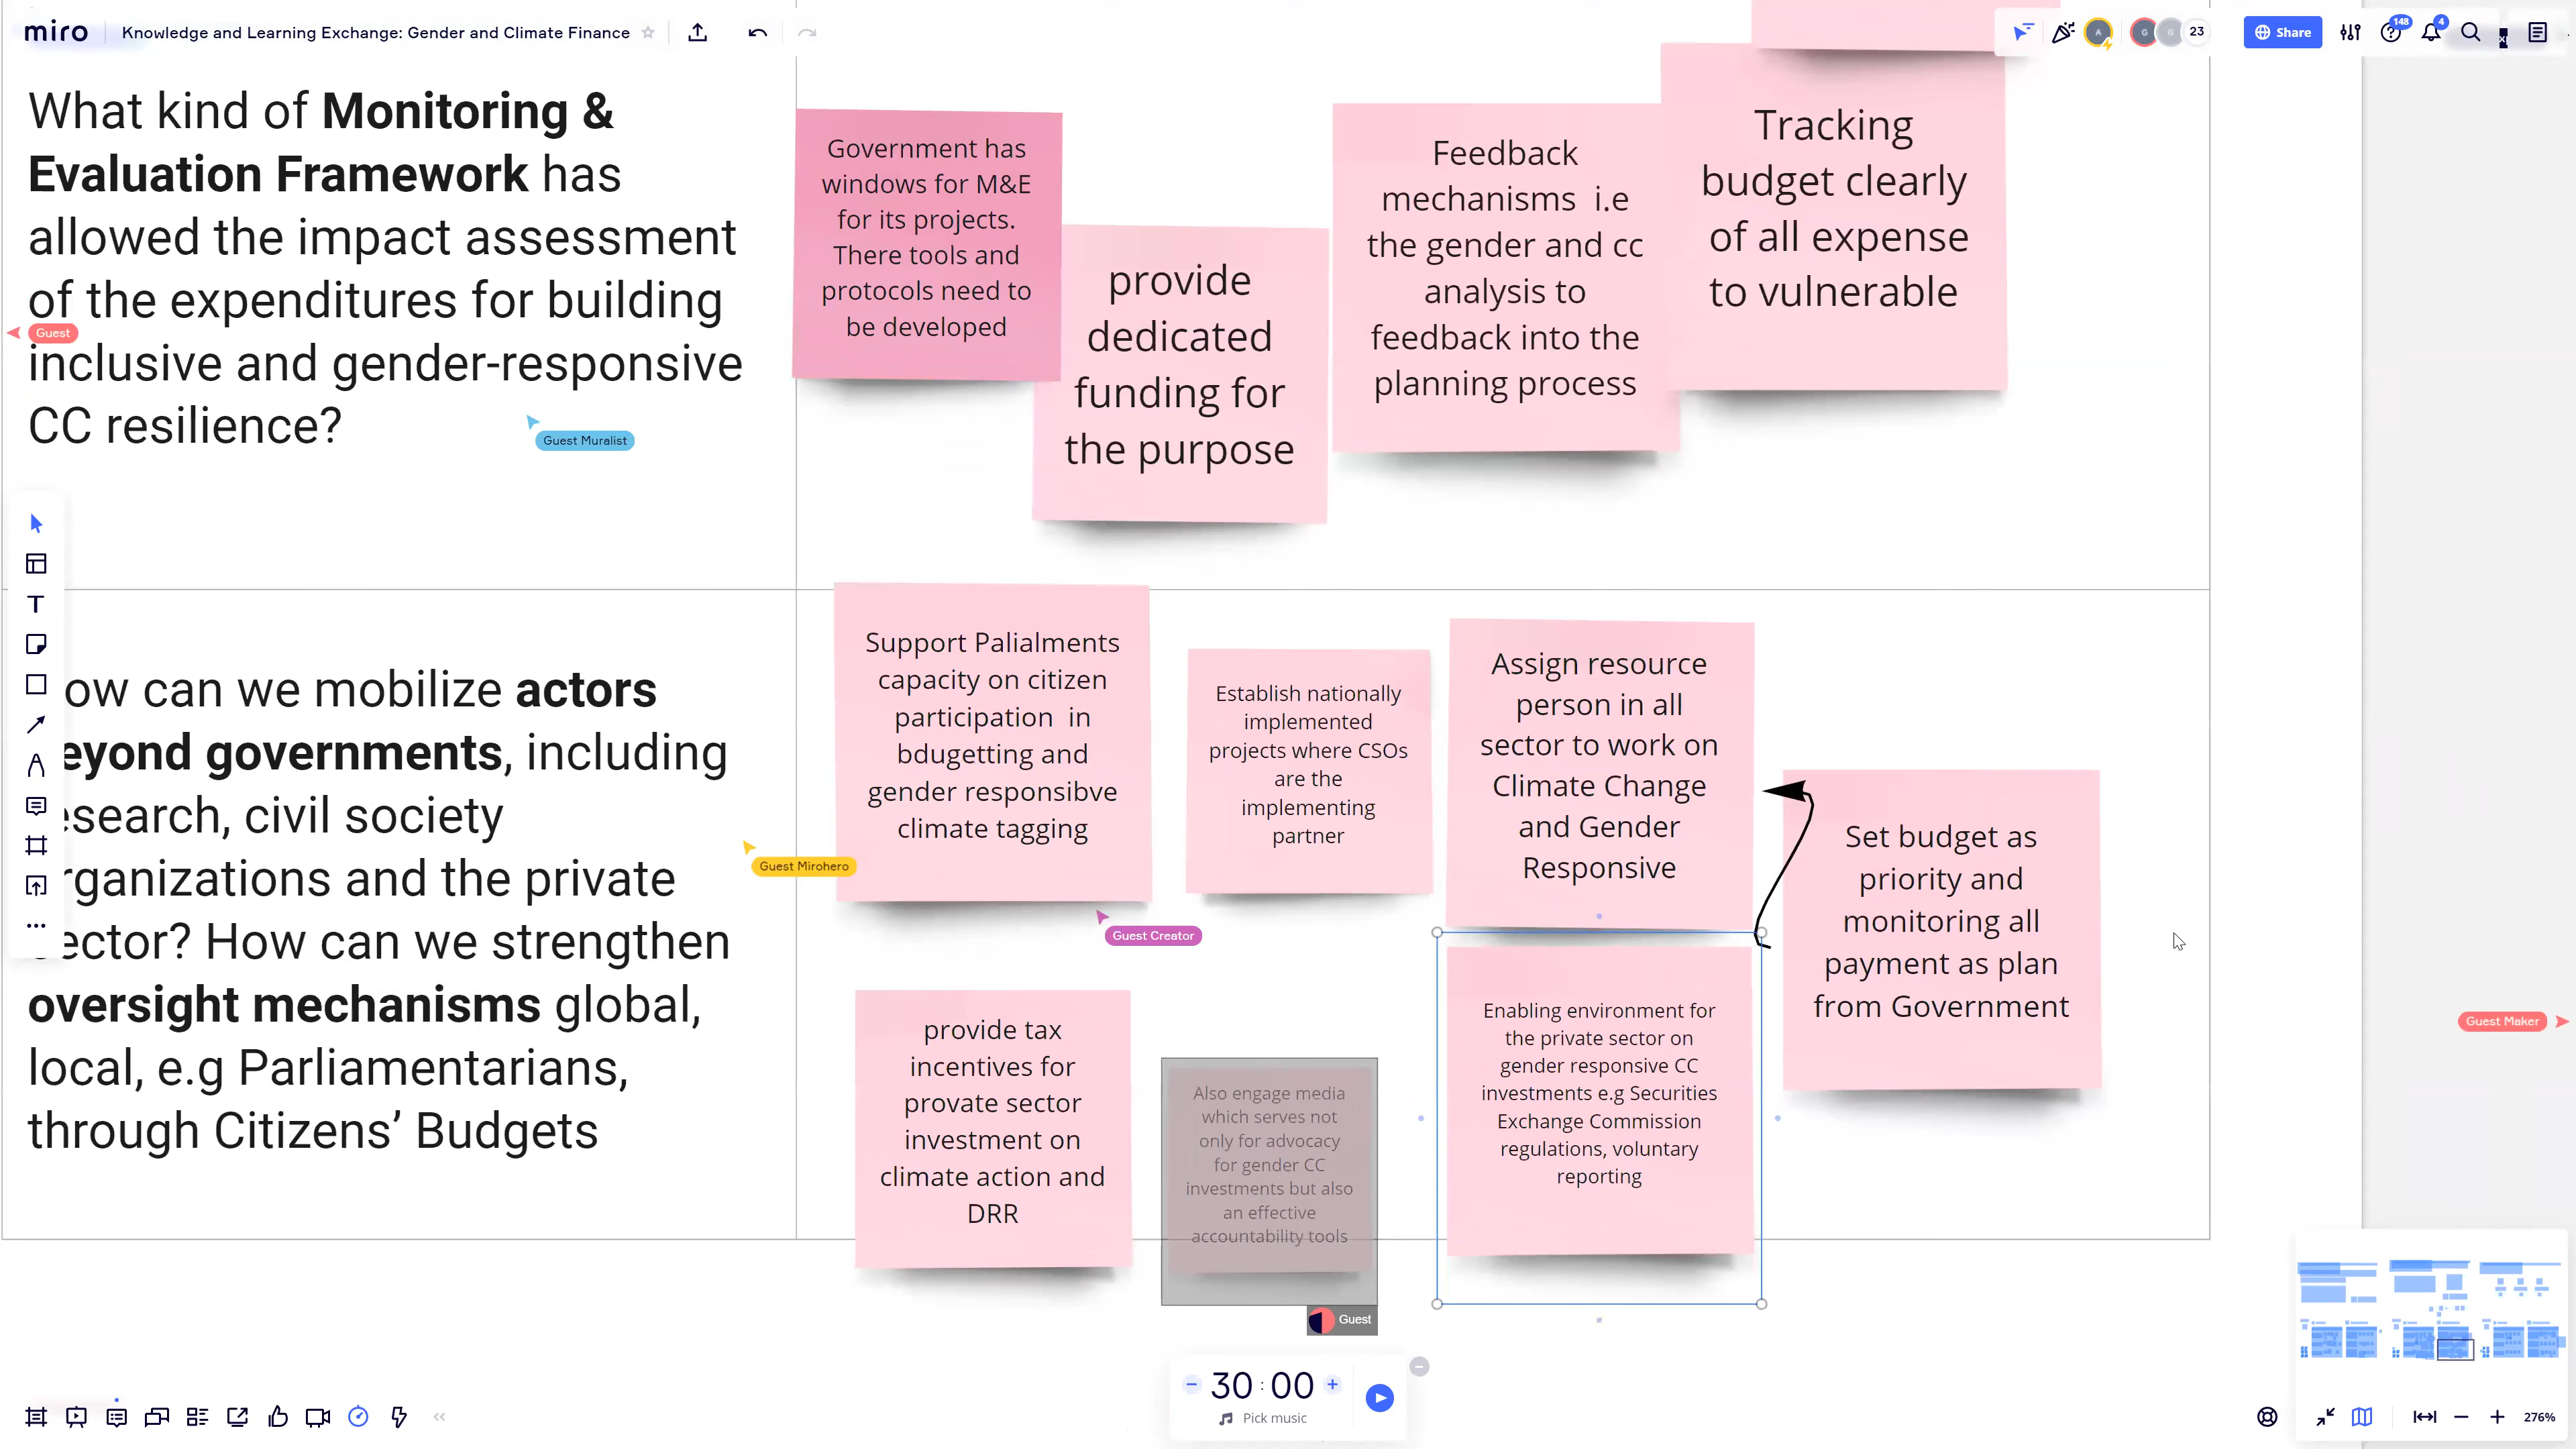 miro
Knowledge and Learning Exchange: Gender and Climate Finance
A
G
G
23
Share
148
4
What kind of Monitoring &
Evaluation Framework has
allowed the impact assessment
of the expenditures for building
inclusive and gender-responsive
CC resilience?
Guest
Guest Muralist
Government has
windows for M&E
for its projects.
There tools and
protocols need to
be developed
provide
dedicated
funding for
the purpose
Feedback
mechanisms i.e
the gender and cc
analysis to
feedback into the
planning process
Tracking
budget clearly
of all expense
to vulnerable
ow can we mobilize actors
eyond governments, including
esearch, civil society
rganizations and the private
ector? How can we strengthen
oversight mechanisms global,
local, e.g Parliamentarians,
through Citizens’ Budgets
Guest Mirohero
Support Palialments
capacity on citizen
participation in
bdugetting and
gender responsibve
climate tagging
Guest Creator
Establish nationally
implemented
projects where CSOs
are the
implementing
partner
Assign resource
person in all
sector to work on
Climate Change
and Gender
Responsive
Set budget as
priority and
monitoring all
payment as plan
from Government
provide tax
incentives for
provate sector
investment on
climate action and
DRR
Also engage media
which serves not
only for advocacy
for gender CC
investments but also
an effective
accountability tools
Guest
Enabling environment for
the private sector on
gender responsive CC
investments e.g Securities
Exchange Commission
regulations, voluntary
reporting
Guest Maker
30 : 00
Pick music
276%